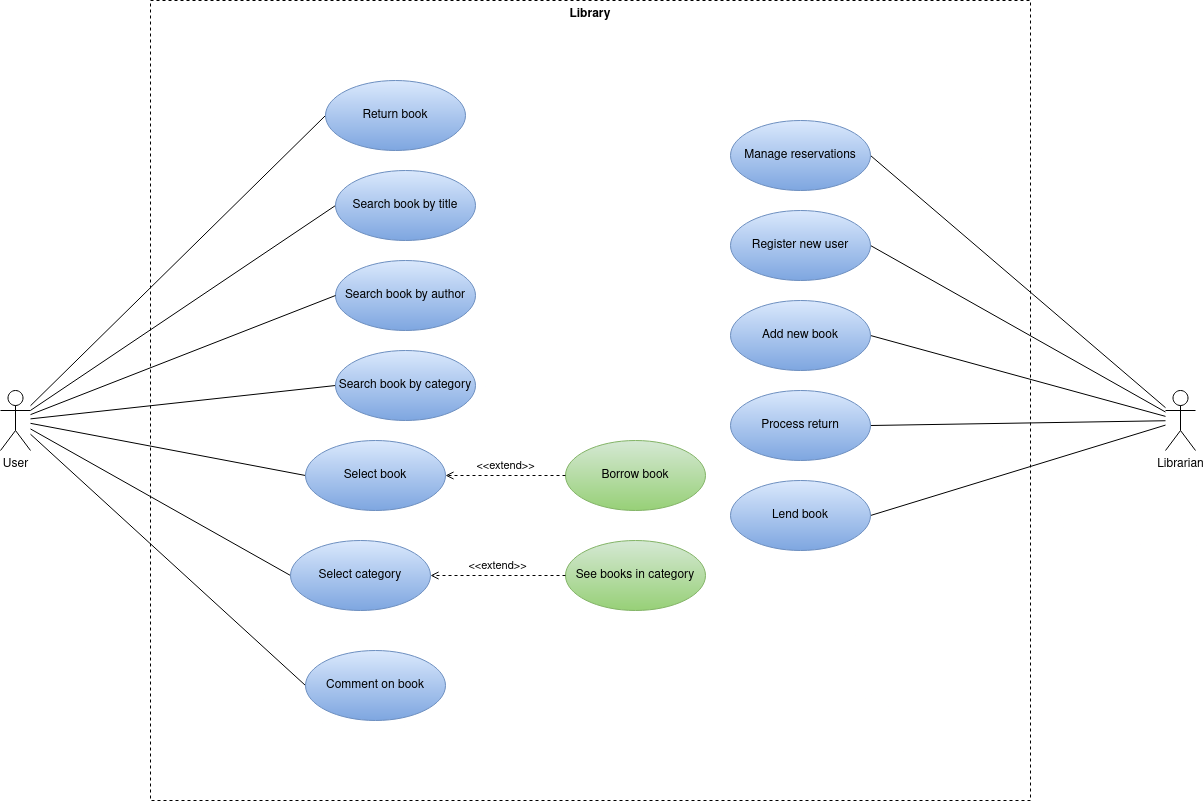 Library
Return book
Manage reservations
Search book by title
Register new user
Search book by author
Add new book
Search book by category
Process return
User
Librarian
Select book
<<extend>>
Borrow book
Lend book
Select category
<<extend>>
See books in category
Comment on book